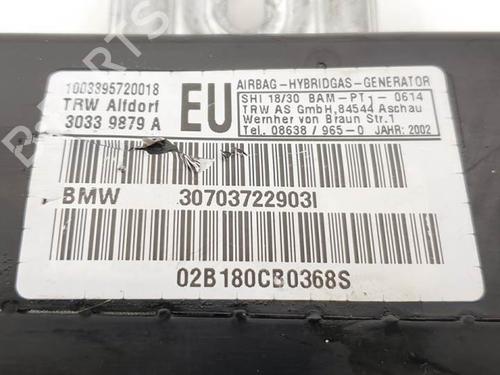 1003395720018
TRW Alfdorf
3033 9879 A
EU
AIRBAG-HYBRIDGAS-GENERATOR
SHI 18/30 BAM-PT1-0614
TRW AS GmbH,84544 Aschau
Wernher von Braun Str.1
Tel. 08638/965-0 JAHR:2002
BMW 30703722903I
02B180CB0368S